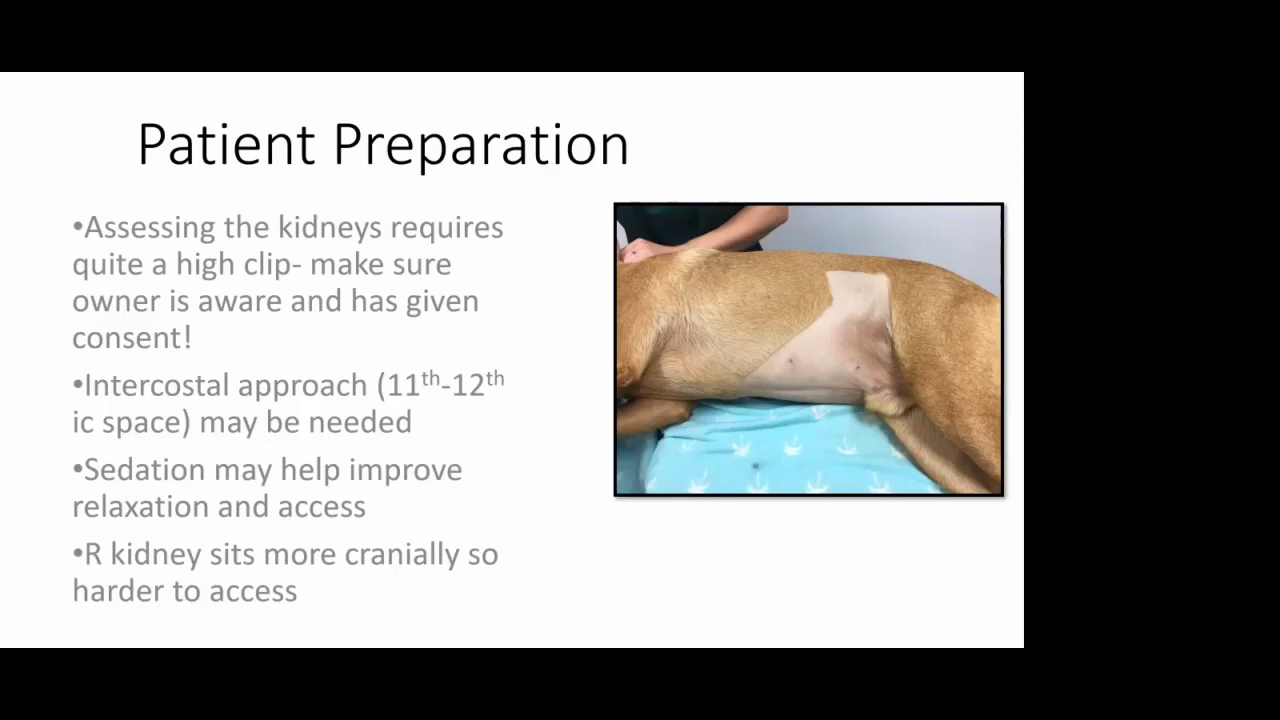 Patient Preparation
•Assessing the kidneys requires
quite a high clip- make sure
owner is aware and has given
consent!
•Intercostal approach (11th-12th
ic space) may be needed
•Sedation may help improve
relaxation and access
•R kidney sits more cranially so
harder to access